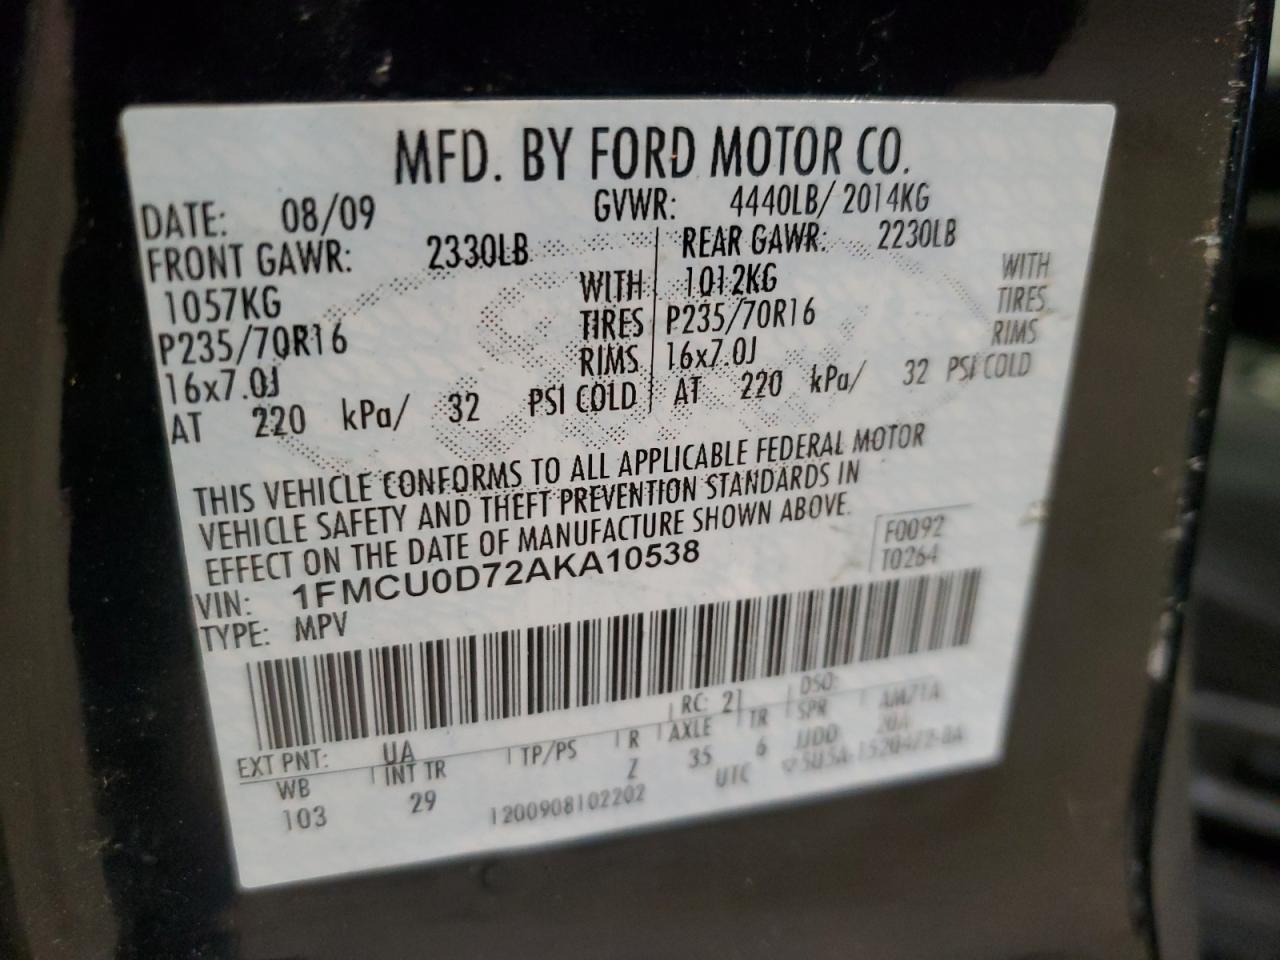 MFD. BY FORD MOTOR CO.
DATE: 08/09 GVWR: 4440LB/ 2014KG
FRONT GAWR: 2330LB REAR GAWR: 2230LB
1057KG WITH 1012KG WITH
P235/70R16 TIRES P235/70R16 TIRES
16x7.0J RIMS 16x7.0J RIMS
AT 220 kPa/ 32 PSI COLD AT 220 kPa/ 32 PSI COLD
THIS VEHICLE CONFORMS TO ALL APPLICABLE FEDERAL MOTOR
VEHICLE SAFETY AND THEFT PREVENTION STANDARDS IN
EFFECT ON THE DATE OF MANUFACTURE SHOWN ABOVE.
F0092
VIN: 1FMCU0D72AKA10538 T0264
TYPE: MPV
EXT PNT: UA RC: 21 DSO:
WB INT TR TP/PS R AXLE TR SPR AM71A
103 29 Z 35 6 JJDD 20A
1200908102202 UTC